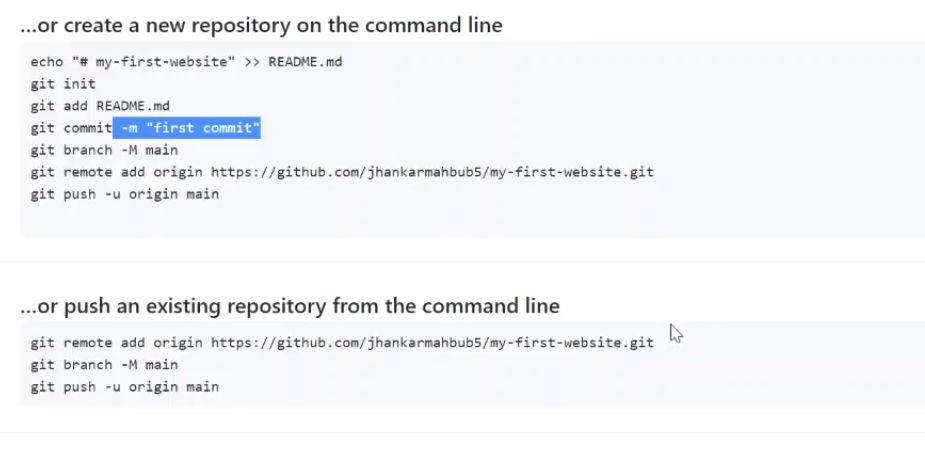 ...or create a new repository on the command line
echo "# my-first-website" >> README.md
git init
git add README.md
git commit -m "first commit"
git branch -M main
git remote add origin https://github.com/jhankarmahbub5/my-first-website.git
git push -u origin main
...or push an existing repository from the command line
git remote add origin https://github.com/jhankarmahbub5/my-first-website.git
git branch -M main
git push -u origin main